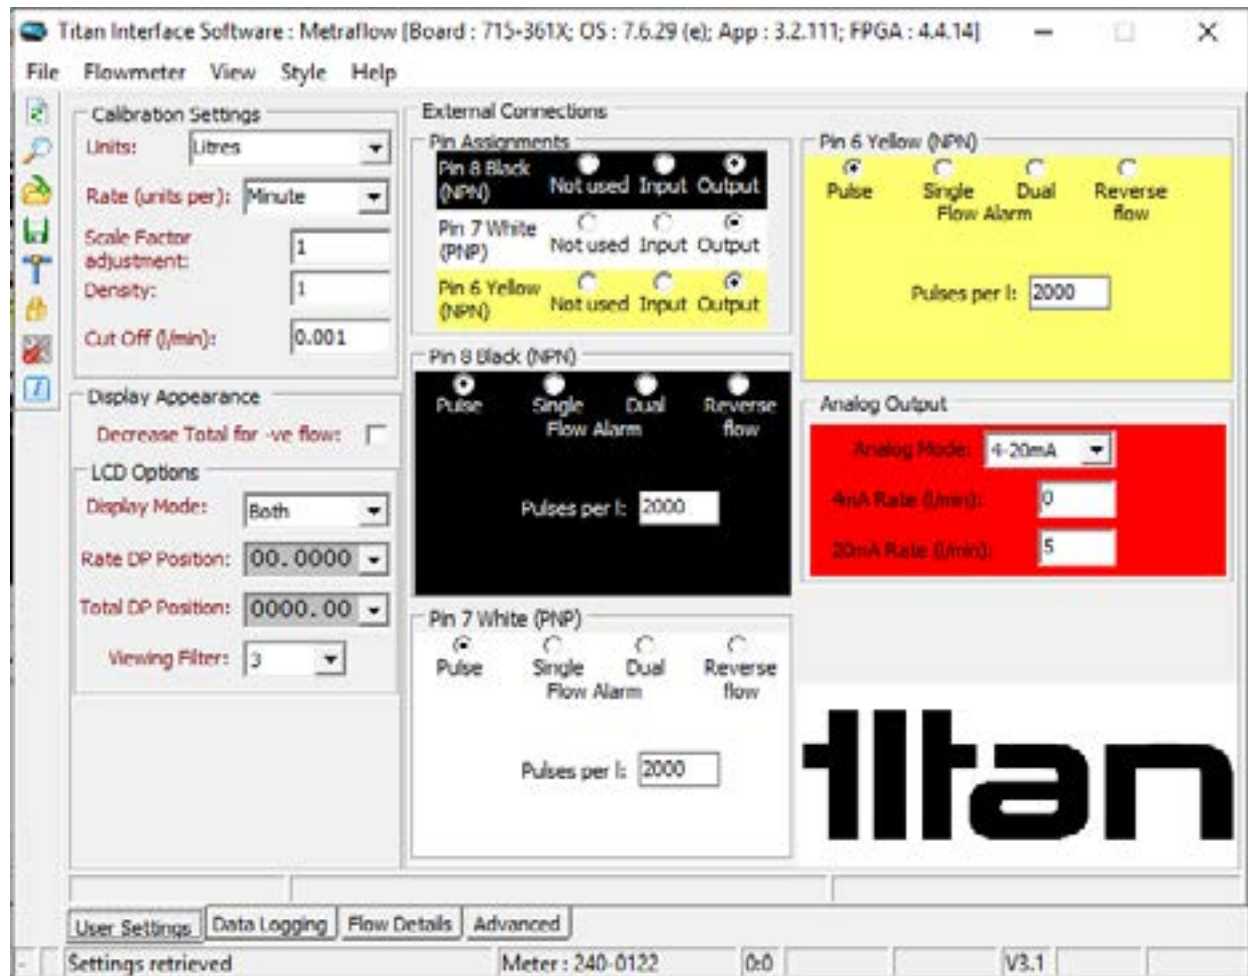 Titan Interface Software : Metraflow [Board : 715-361X; OS : 7.6.29 (e); App : 3.2.111; FPGA : 4.4.14]
File Flowmeter View Style Help
Calibration Settings
Units: Litres
Rate (units per): Minute
Scale Factor
adjustment: 1
Density: 1
Cut Off (l/min): 0.001
Display Appearance
Decrease Total for -ve flow:
LCD Options
Display Mode: Both
Rate DP Position: 00.0000
Total DP Position: 0000.00
Viewing Filter: 3
External Connections
Pin Assignments
Pin 8 Black
(NPN) Not used Input Output
Pin 7 White
(PNP) Not used Input Output
Pin 6 Yellow
(NPN) Not used Input Output
Pin 8 Black (NPN)
Pulse Single Dual Reverse
Flow Alarm flow
Pulses per l: 2000
Pin 7 White (PNP)
Pulse Single Dual Reverse
Flow Alarm flow
Pulses per l: 2000
Pin 6 Yellow (NPN)
Pulse Single Dual Reverse
Flow Alarm flow
Pulses per l: 2000
Analog Output
Analog Mode: 4-20mA
4mA Rate (l/min): 0
20mA Rate (l/min): 5
titan
User Settings Data Logging Flow Details Advanced
Settings retrieved Meter : 240-0122 0:0 V3.1